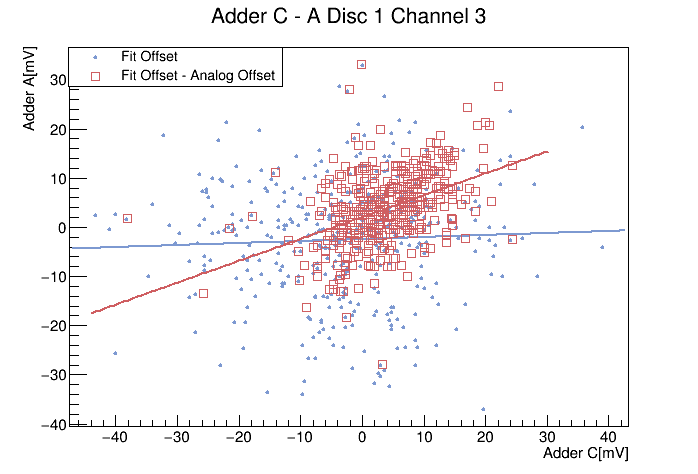 Adder C - A Disc 1 Channel 3
Adder A[mV]
Fit Offset
Fit Offset - Analog Offset
30
20
10
0
−10
−20
−30
−40
−40 −30 −20 −10 0 10 20 30 40
Adder C[mV]